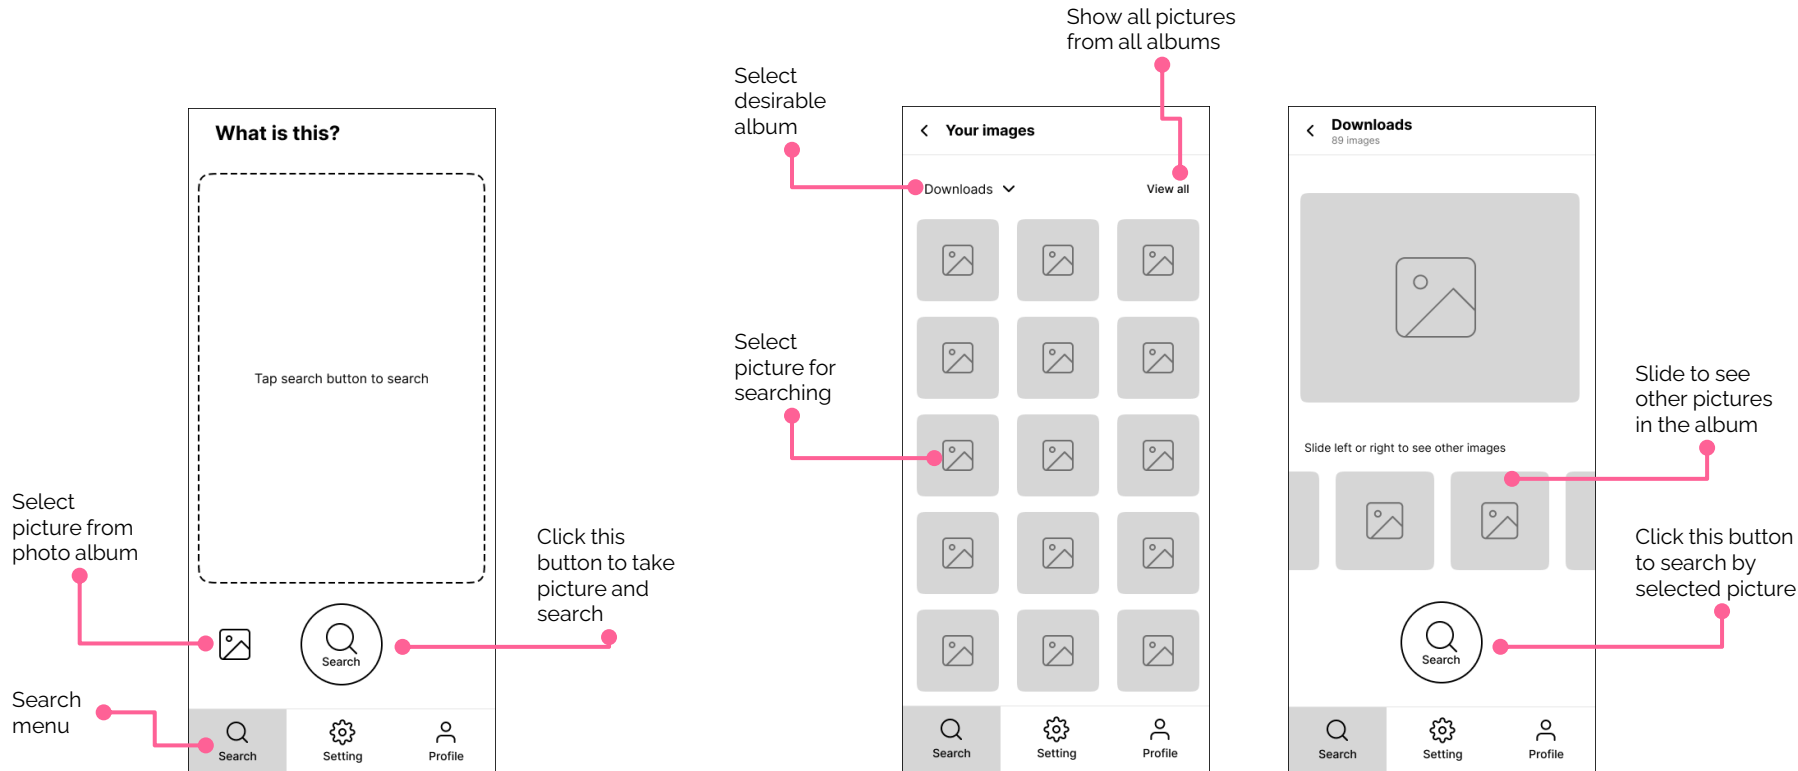 What is this?
Tap search button to search
Select
picture from
photo album
Click this
button to take
picture and
search
Search
Search
menu
Search
Setting
Profile
Show all pictures
from all albums
Select
desirable
album
Your images
Downloads
View all
Select
picture for
searching
Search
Setting
Profile
Downloads
89 images
Slide to see
other pictures
in the album
Slide left or right to see other images
Click this button
to search by
selected picture
Search
Search
Setting
Profile